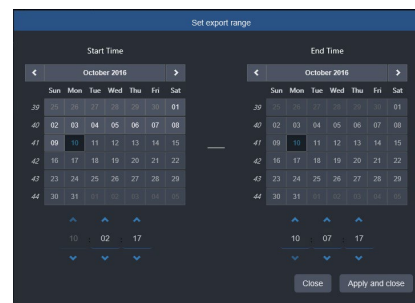 Set export range
Start Time End Time
October 2016 October 2016
Sun Mon Tue Wed Thu Fri Sat Sun Mon Tue Wed Thu Fri Sat
39 25 26 27 28 29 30 01 39 25 26 27 28 29 30 01
40 02 03 04 05 06 07 08 40 02 03 04 05 06 07 08
41 09 10 11 12 13 14 15 41 09 10 11 12 13 14 15
42 16 17 18 19 20 21 22 42 16 17 18 19 20 21 22
43 23 24 25 26 27 28 29 43 23 24 25 26 27 28 29
44 30 31 01 02 03 04 05 44 30 31 01 02 03 04 05
10 : 02 : 17 10 : 07 : 17
Close Apply and close